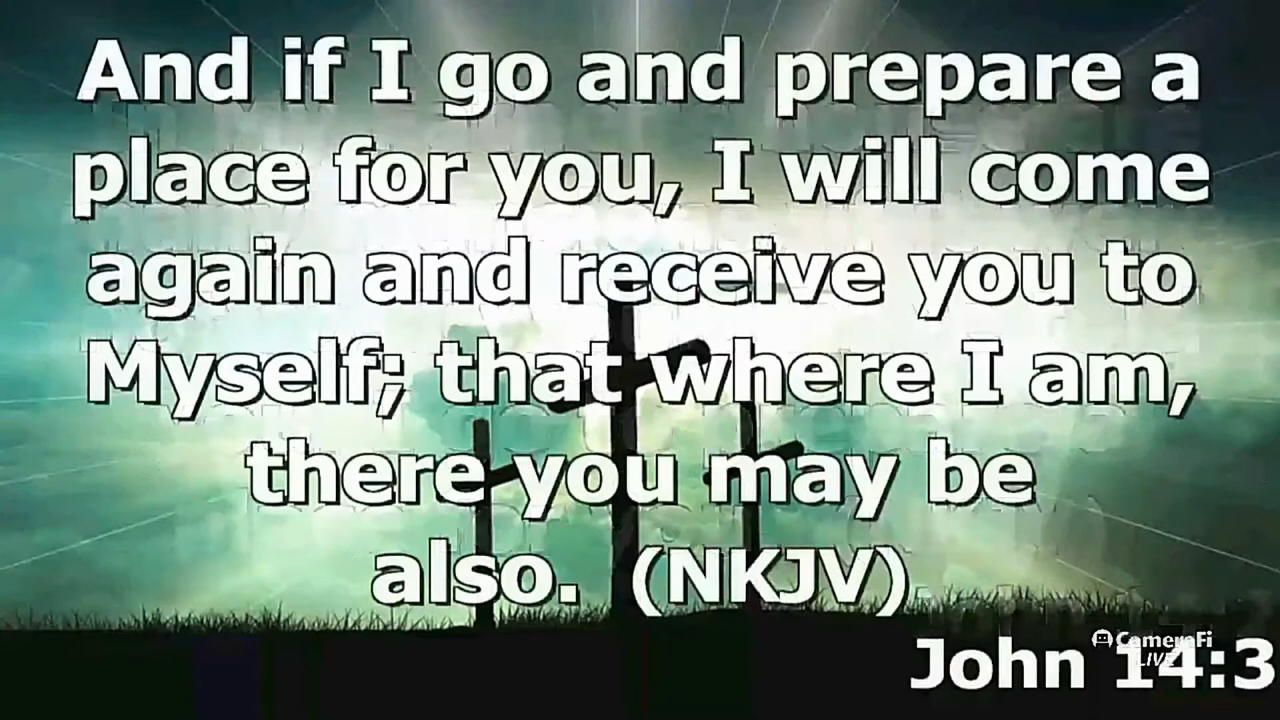 And if I go and prepare a
place for you, I will come
again and receive you to
Myself; that where I am,
there you may be
also.  (NKJV)
John 14:3
CameraFi
LIVE